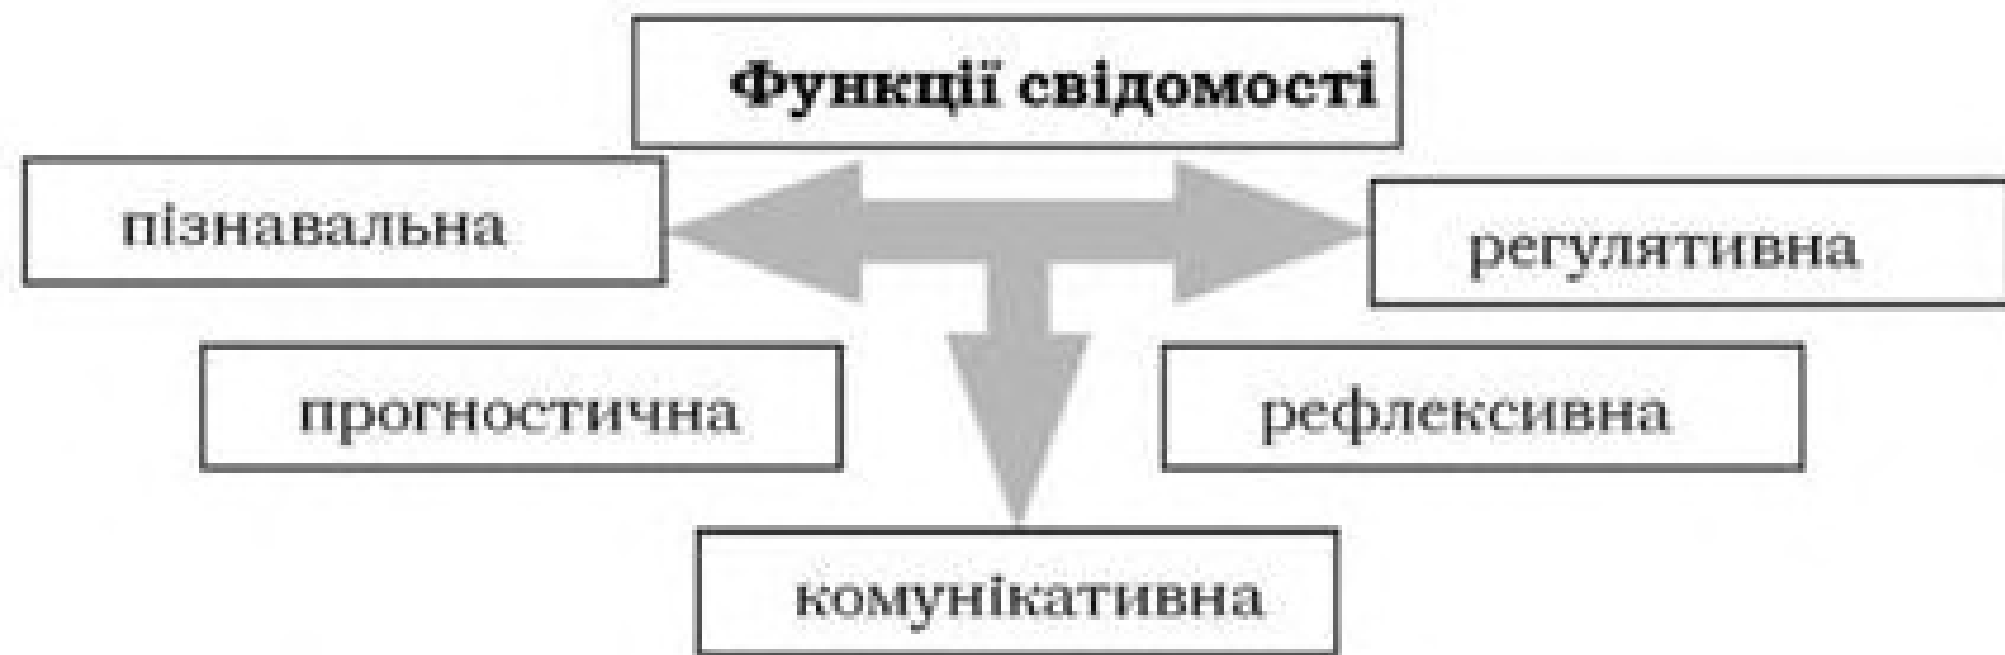 Функції свідомості
пізнавальна
регулятивна
прогностична
рефлексивна
комунікативна